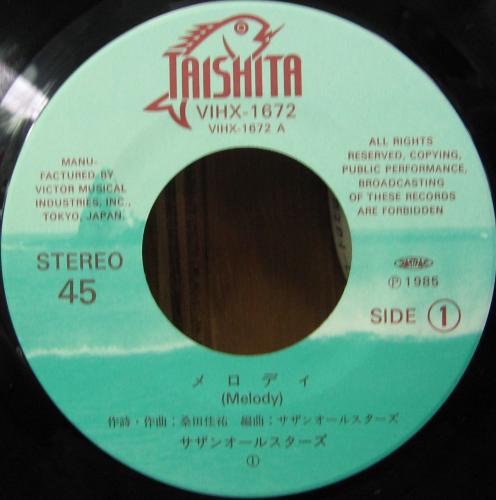 TAISHITA
VIHX-1672
VIHX-1672 A
MANU-
FACTURED BY
VICTOR MUSICAL
INDUSTRIES, INC.,
TOKYO, JAPAN.
ALL RIGHTS
RESERVED, COPYING,
PUBLIC PERFORMANCE,
BROADCASTING
OF THESE RECORDS
ARE FORBIDDEN
STEREO
45
Ⓟ1985
SIDE ①
メロディ
(Melody)
作詩・作曲：桑田佳祐 編曲：サザンオールスターズ
サザンオールスターズ
①